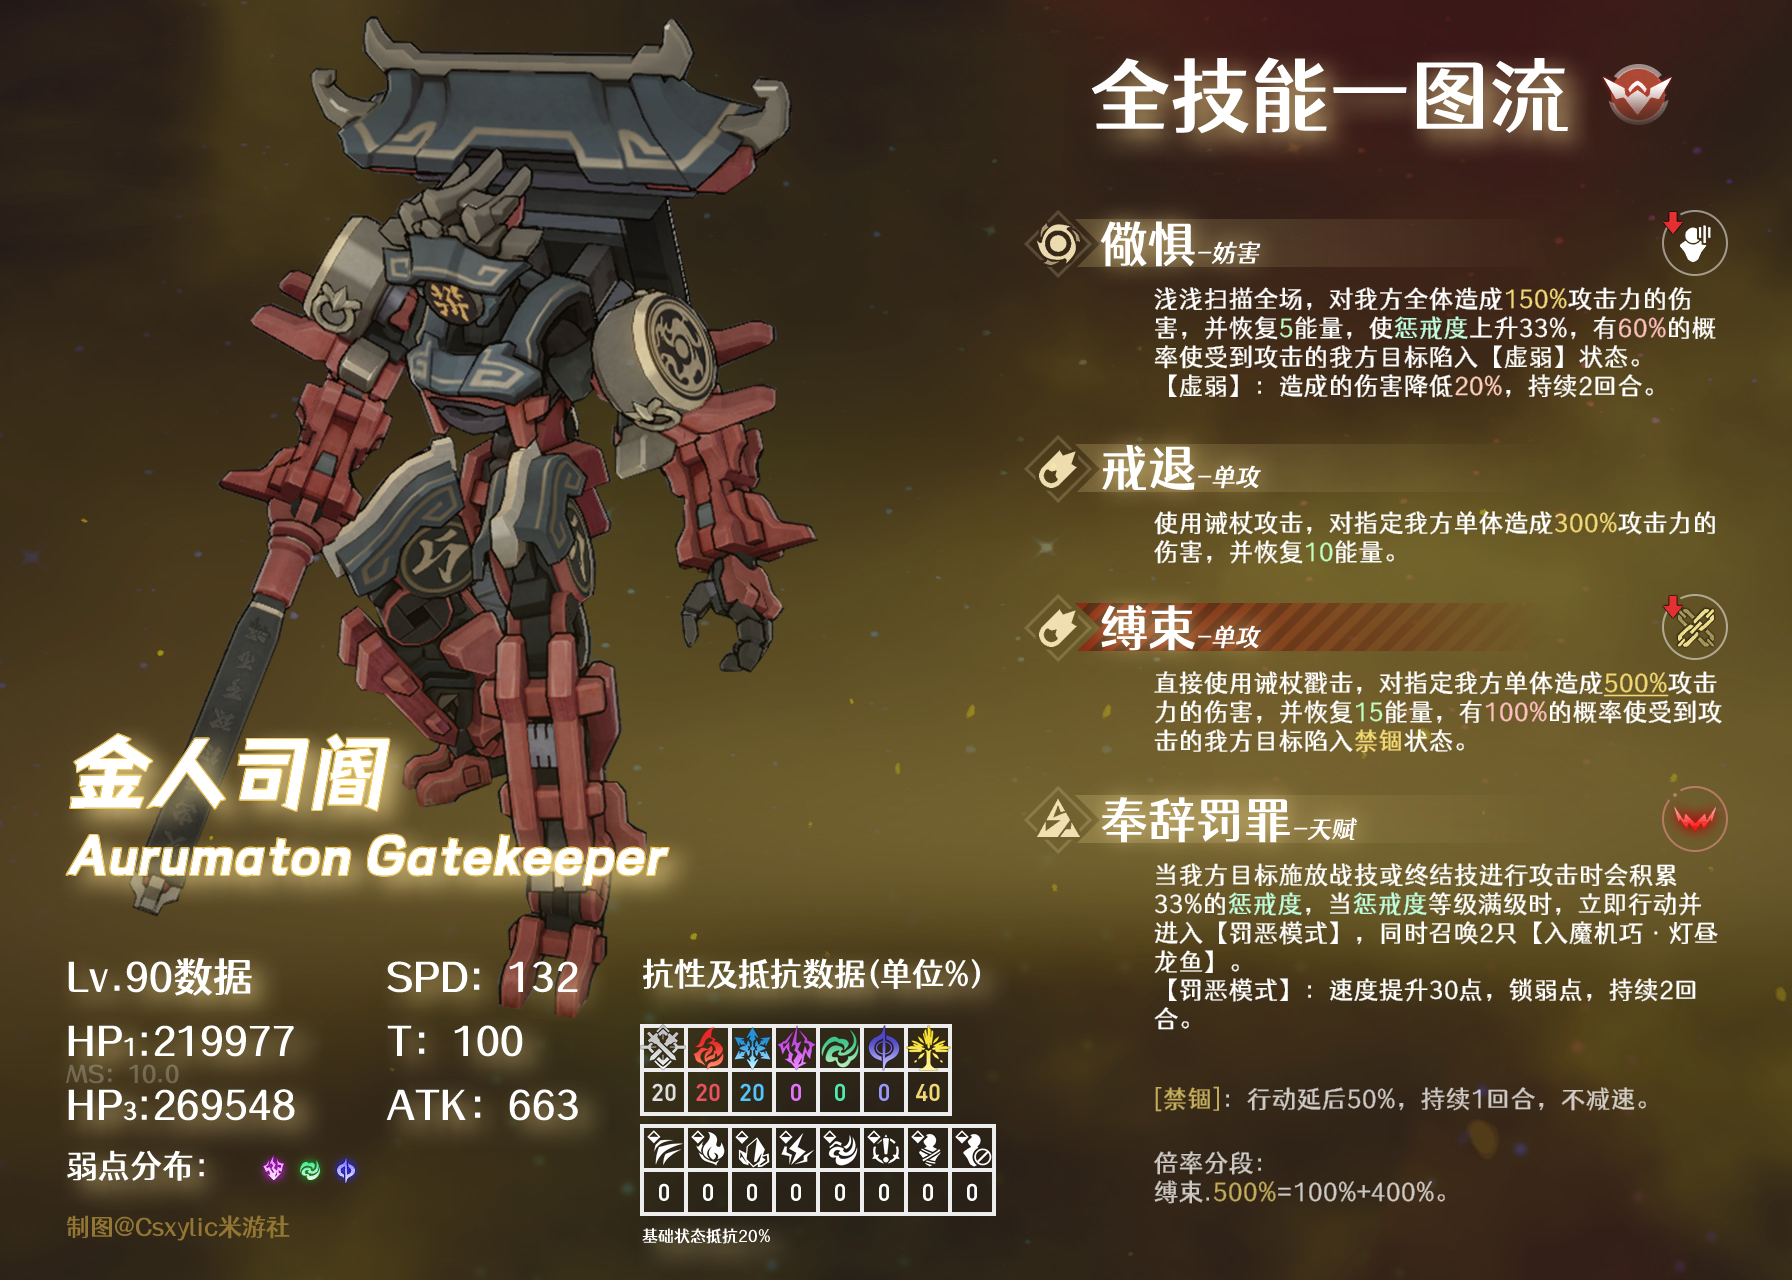 全技能一图流
儆惧-妨害
浅浅扫描全场，对我方全体造成150%攻击力的伤
害，并恢复5能量，使惩戒度上升33%，有60%的概
率使受到攻击的我方目标陷入【虚弱】状态。
【虚弱】：造成的伤害降低20%，持续2回合。
戒退-单攻
使用诫杖攻击，对指定我方单体造成300%攻击力的
伤害，并恢复10能量。
缚束-单攻
直接使用诫杖戳击，对指定我方单体造成500%攻击
力的伤害，并恢复15能量，有100%的概率使受到攻
击的我方目标陷入禁锢状态。
奉辞罚罪-天赋
当我方目标施放战技或终结技进行攻击时会积累
33%的惩戒度，当惩戒度等级满级时，立即行动并
进入【罚恶模式】，同时召唤2只【入魔机巧·灯昼
龙鱼】。
【罚恶模式】：速度提升30点，锁弱点，持续2回
合。
[禁锢]：行动延后50%，持续1回合，不减速。
倍率分段：
缚束.500%=100%+400%。
金人司阍
Aurumaton Gatekeeper
Lv.90数据
SPD: 132
HP1:219977
T: 100
MS: 10.0
HP3:269548
ATK: 663
弱点分布：
制图@Csxylic米游社
抗性及抵抗数据(单位%)
20 20 20 0 0 0 40
0 0 0 0 0 0 0 0
基础状态抵抗20%